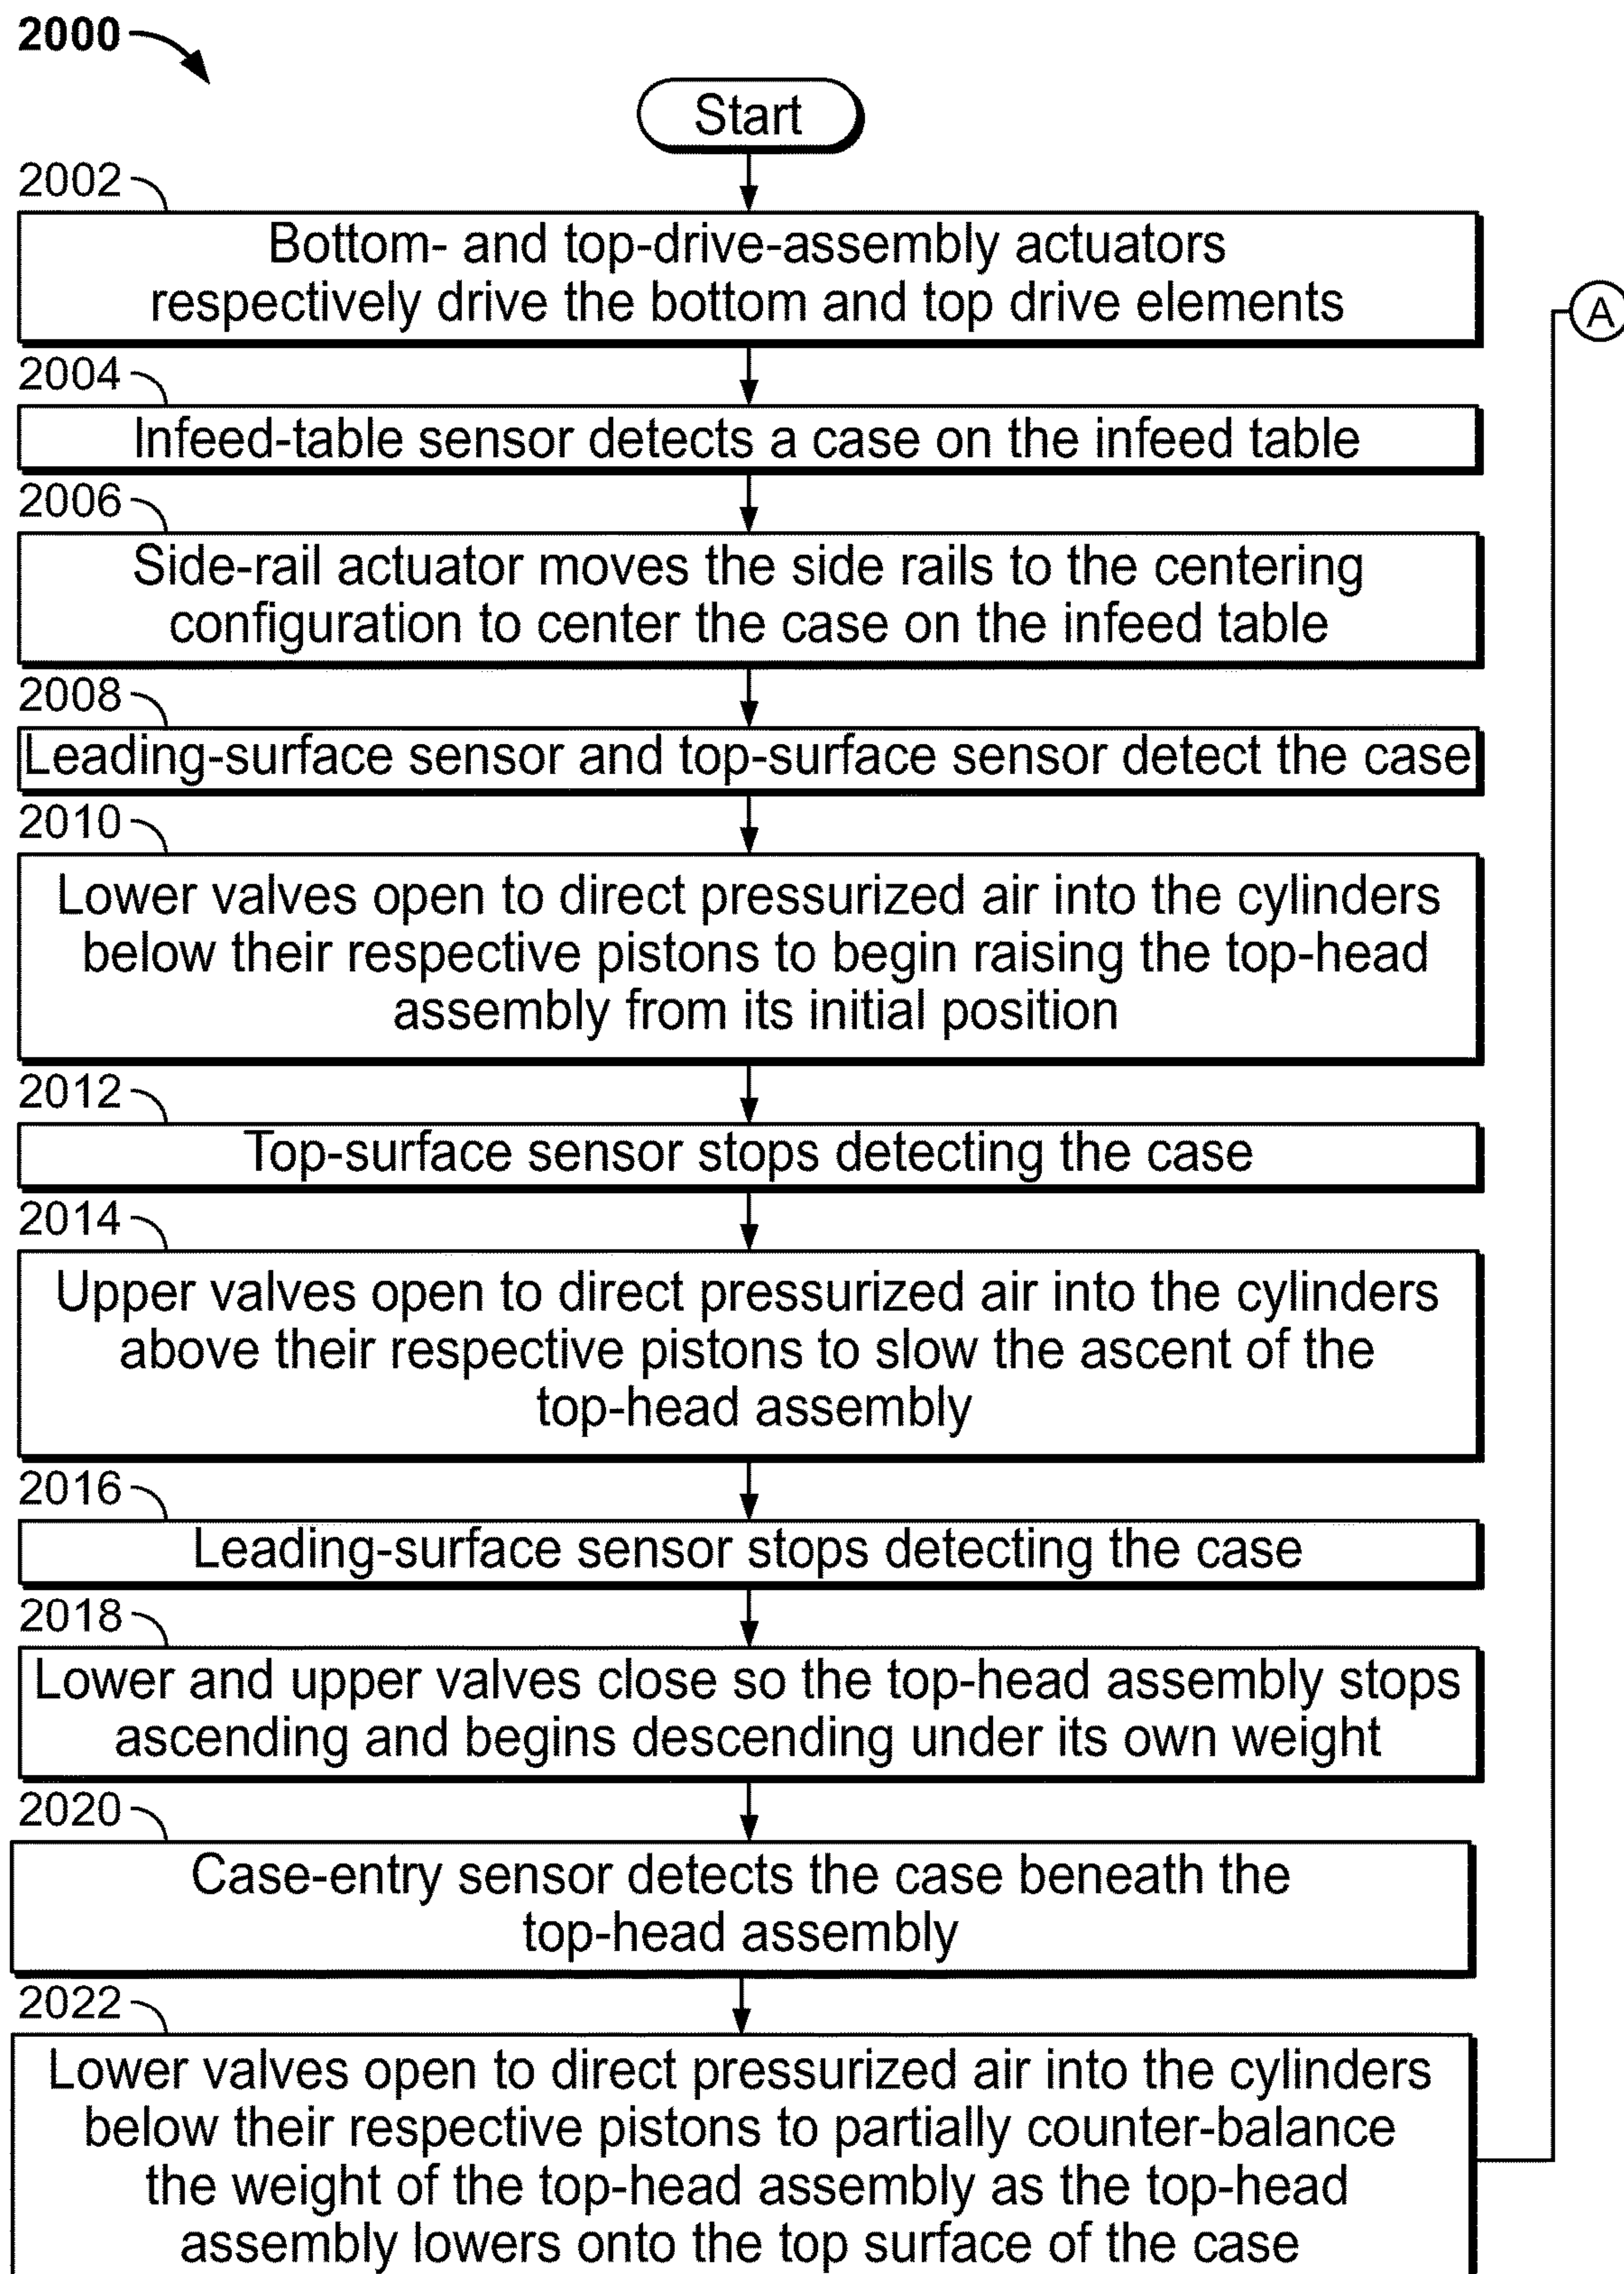 2000
Start
2002
Bottom- and top-drive-assembly actuators
respectively drive the bottom and top drive elements
A
2004
Infeed-table sensor detects a case on the infeed table
2006
Side-rail actuator moves the side rails to the centering
configuration to center the case on the infeed table
2008
Leading-surface sensor and top-surface sensor detect the case
2010
Lower valves open to direct pressurized air into the cylinders
below their respective pistons to begin raising the top-head
assembly from its initial position
2012
Top-surface sensor stops detecting the case
2014
Upper valves open to direct pressurized air into the cylinders
above their respective pistons to slow the ascent of the
top-head assembly
2016
Leading-surface sensor stops detecting the case
2018
Lower and upper valves close so the top-head assembly stops
ascending and begins descending under its own weight
2020
Case-entry sensor detects the case beneath the
top-head assembly
2022
Lower valves open to direct pressurized air into the cylinders
below their respective pistons to partially counter-balance
the weight of the top-head assembly as the top-head
assembly lowers onto the top surface of the case